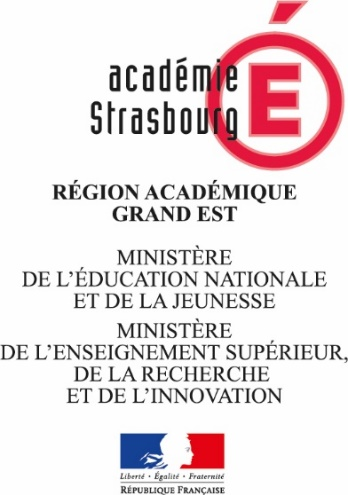 académie
Strasbourg
É
RÉGION ACADÉMIQUE
GRAND EST
MINISTÈRE
DE L'ÉDUCATION NATIONALE
ET DE LA JEUNESSE
MINISTÈRE
DE L'ENSEIGNEMENT SUPÉRIEUR,
DE LA RECHERCHE
ET DE L'INNOVATION
Liberté • Égalité • Fraternité
RÉPUBLIQUE FRANÇAISE